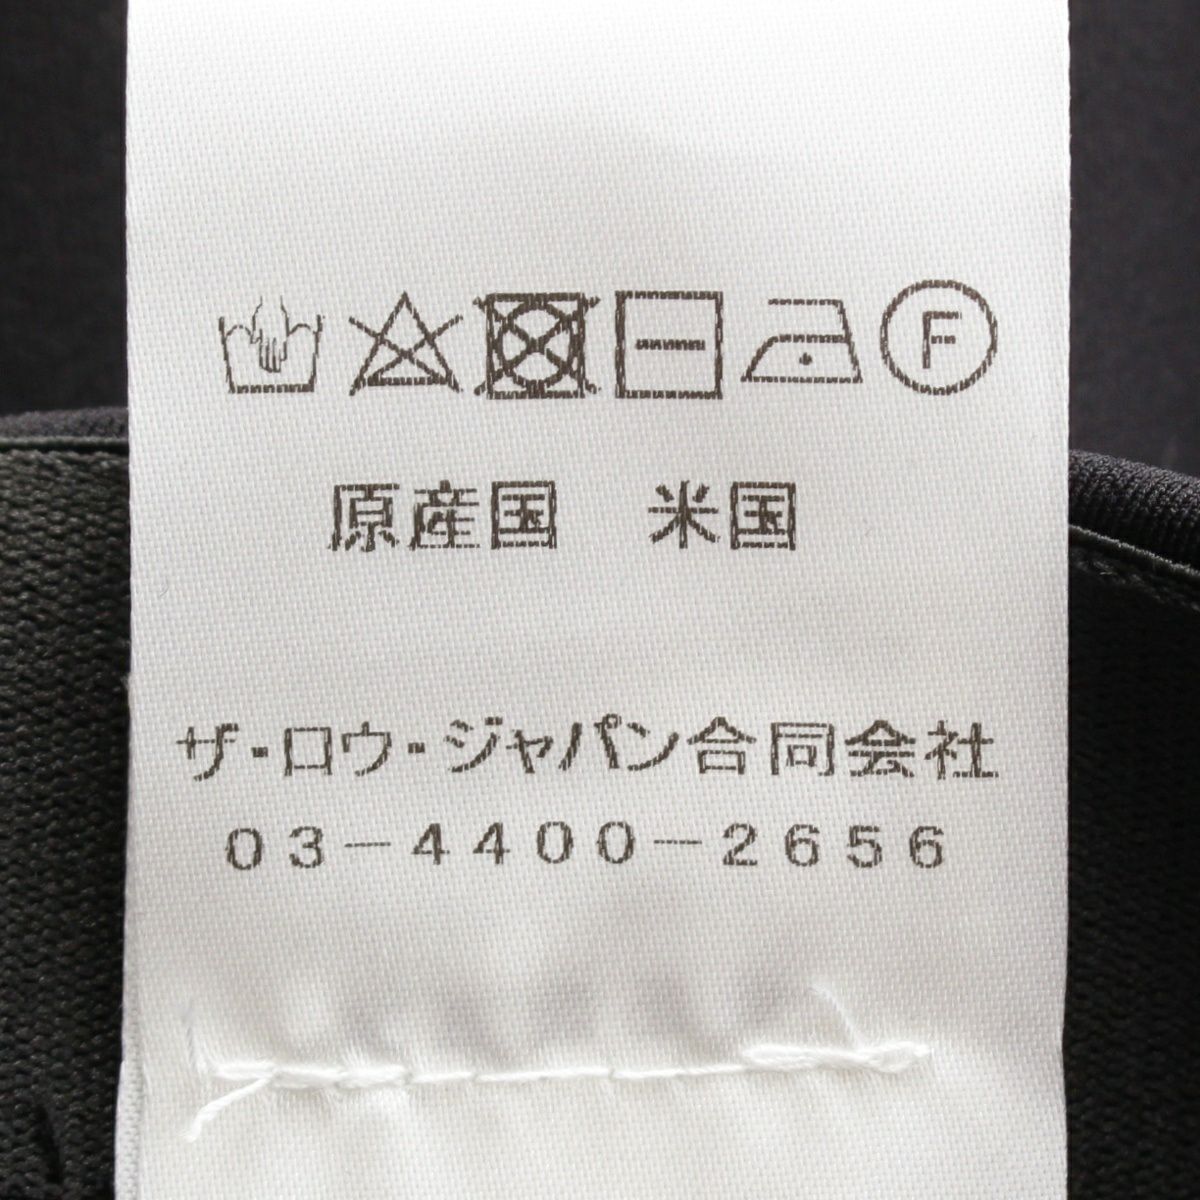 F
原産国　米国
ザ・ロウ・ジャパン合同会社
03-4400-2656